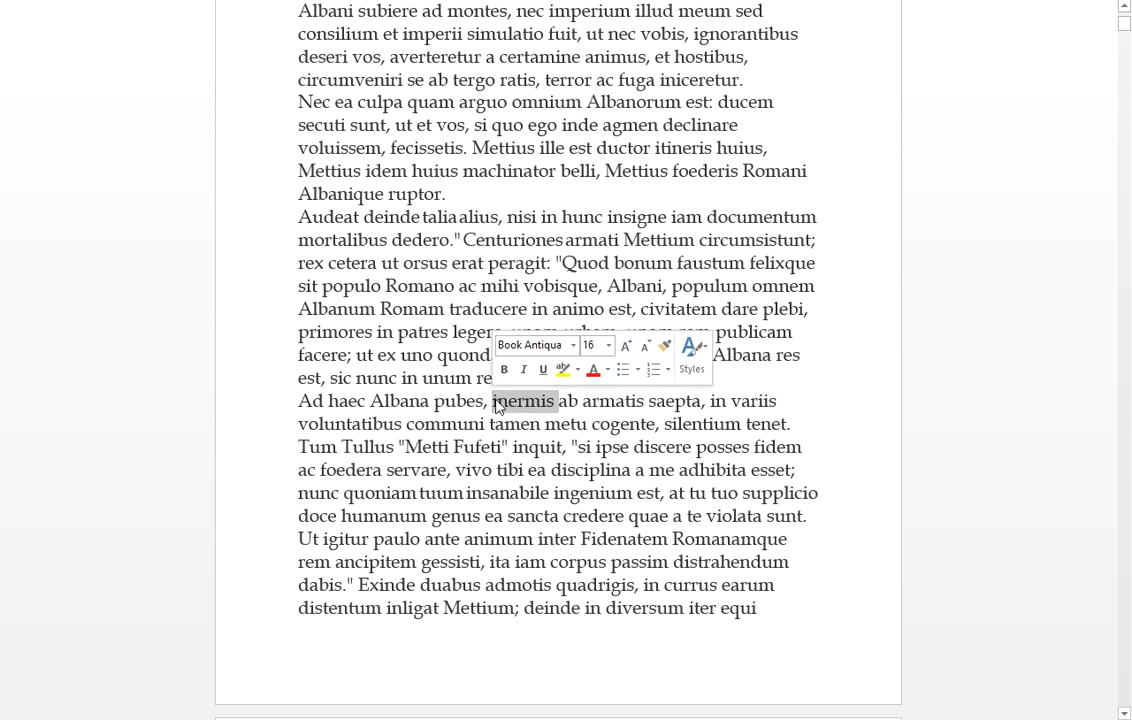 Albani subiere ad montes, nec imperium illud meum sed
consilium et imperii simulatio fuit, ut nec vobis, ignorantibus
deseri vos, averteretur a certamine animus, et hostibus,
circumveniri se ab tergo ratis, terror ac fuga iniceretur.
Nec ea culpa quam arguo omnium Albanorum est: ducem
secuti sunt, ut et vos, si quo ego inde agmen declinare
voluissem, fecissetis. Mettius ille est ductor itineris huius,
Mettius idem huius machinator belli, Mettius foederis Romani
Albanique ruptor.
Audeat deinde talia alius, nisi in hunc insigne iam documentum
mortalibus dedero." Centuriones armati Mettium circumsistunt;
rex cetera ut orsus erat peragit: "Quod bonum faustum felixque
sit populo Romano ac mihi vobisque, Albani, populum omnem
Albanum Romam traducere in animo est, civitatem dare plebi,
primores in patres legere, unam urbem, unam rem publicam
facere; ut ex uno quond Albana res
est, sic nunc in unum re
Book Antiqua 16
B I U ab A Styles
Ad haec Albana pubes, inermis ab armatis saepta, in variis
voluntatibus communi tamen metu cogente, silentium tenet.
Tum Tullus "Metti Fufeti" inquit, "si ipse discere posses fidem
ac foedera servare, vivo tibi ea disciplina a me adhibita esset;
nunc quoniam tuum insanabile ingenium est, at tu tuo supplicio
doce humanum genus ea sancta credere quae a te violata sunt.
Ut igitur paulo ante animum inter Fidenatem Romanamque
rem ancipitem gessisti, ita iam corpus passim distrahendum
dabis." Exinde duabus admotis quadrigis, in currus earum
distentum inligat Mettium; deinde in diversum iter equi